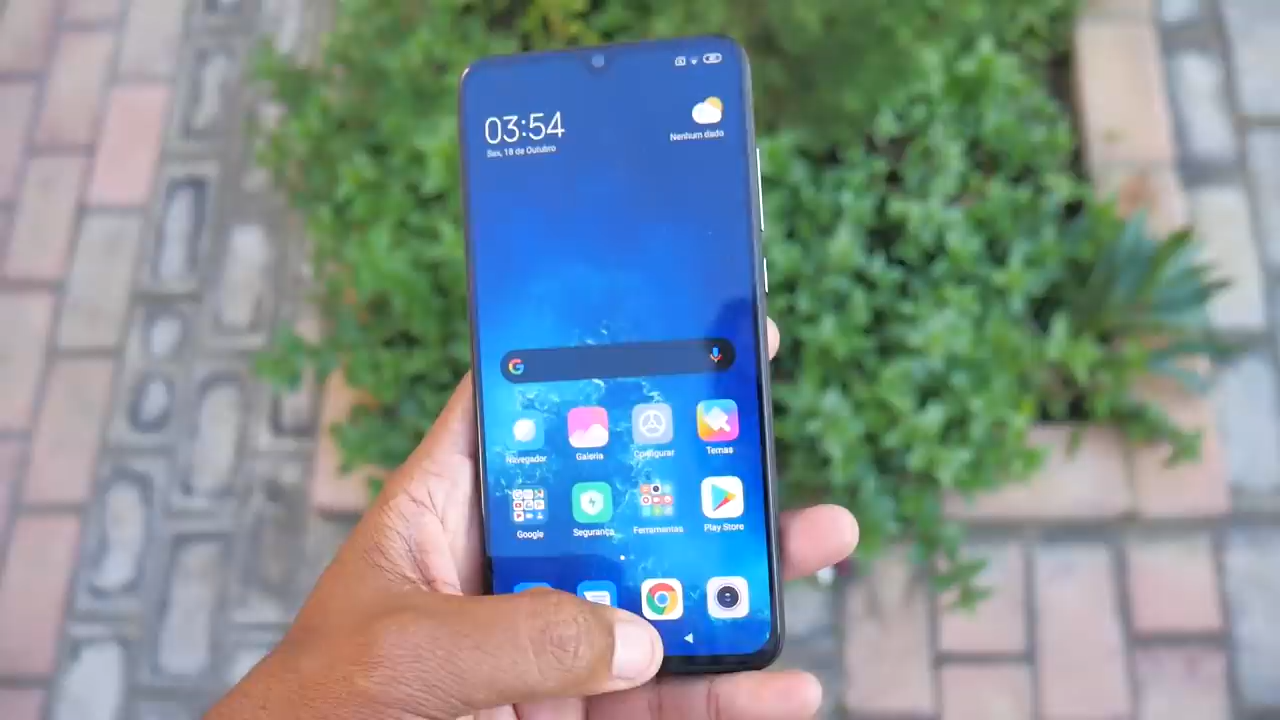 03:54
Sex, 18 de Outubro
Nenhum dado
Navegador
Galeria
Configurar
Temas
Google
Segurança
Ferramentas
Play Store